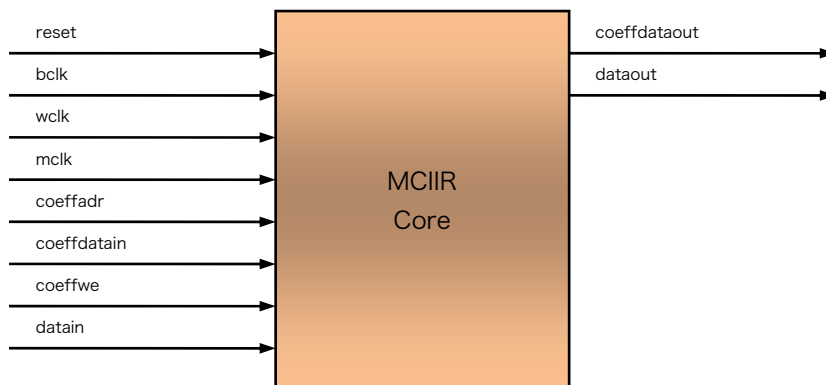 reset
bclk
wclk
mclk
coeffadr
coeffdatain
coeffwe
datain
MCIIR
Core
coeffdataout
dataout